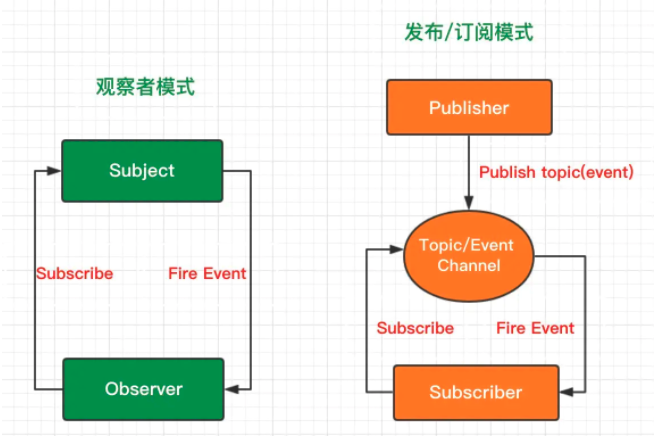 观察者模式
Subject
Subscribe
Fire Event
Observer
发布/订阅模式
Publisher
Publish topic(event)
Topic/Event
Channel
Subscribe
Fire Event
Subscriber